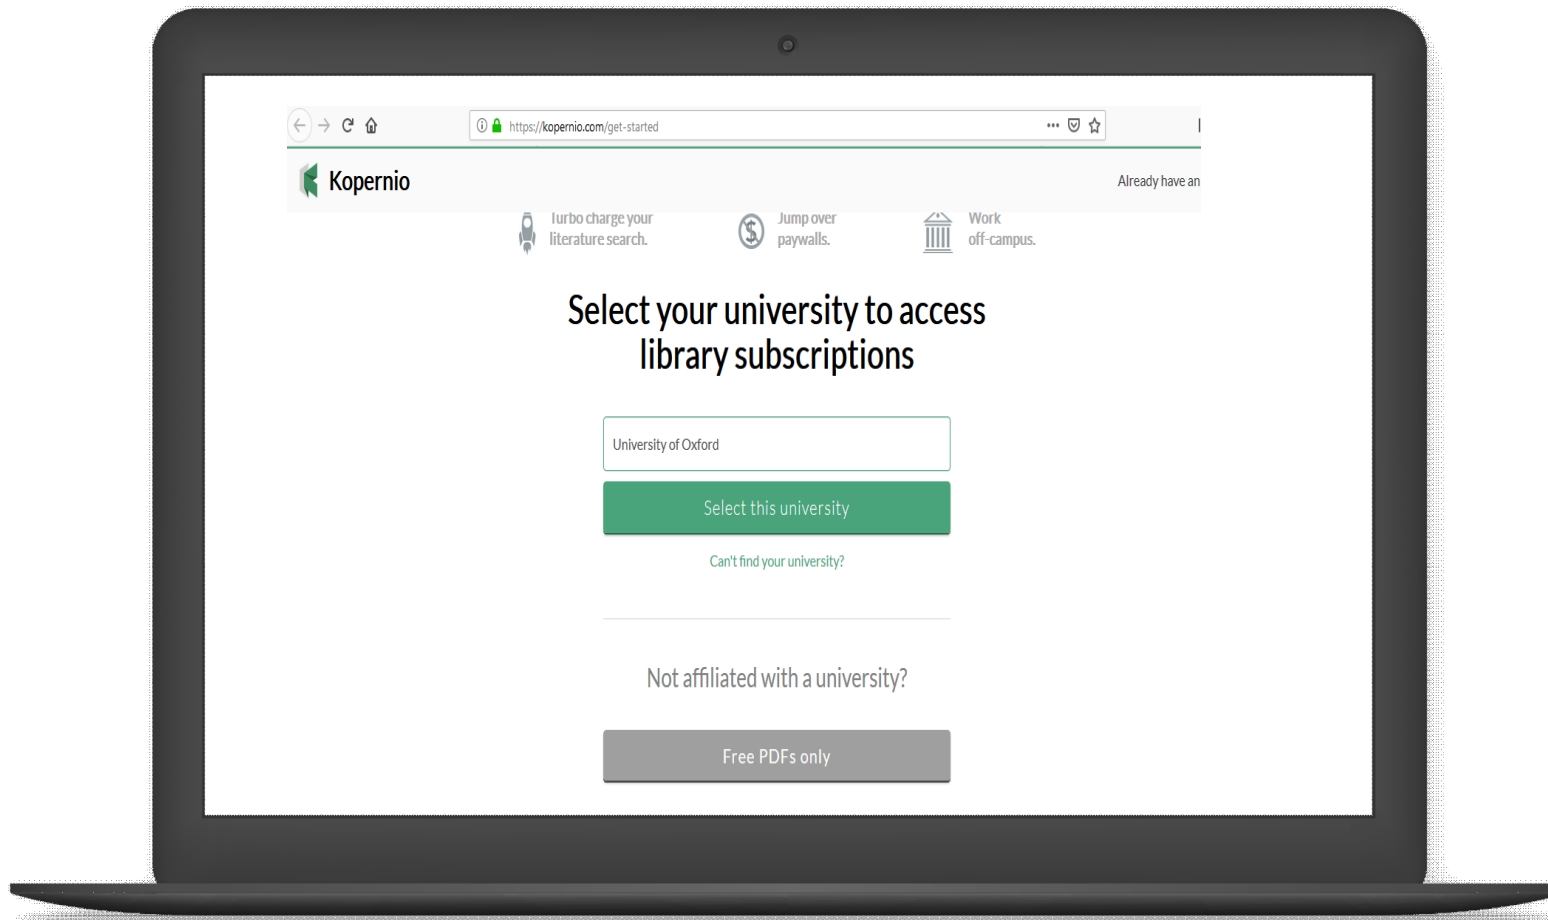 https://kopernio.com/get-started
Kopernio
Already have an
Turbo charge your
literature search.
Jump over
paywalls.
Work
off-campus.
Select your university to access
library subscriptions
University of Oxford
Select this university
Can't find your university?
Not affiliated with a university?
Free PDFs only